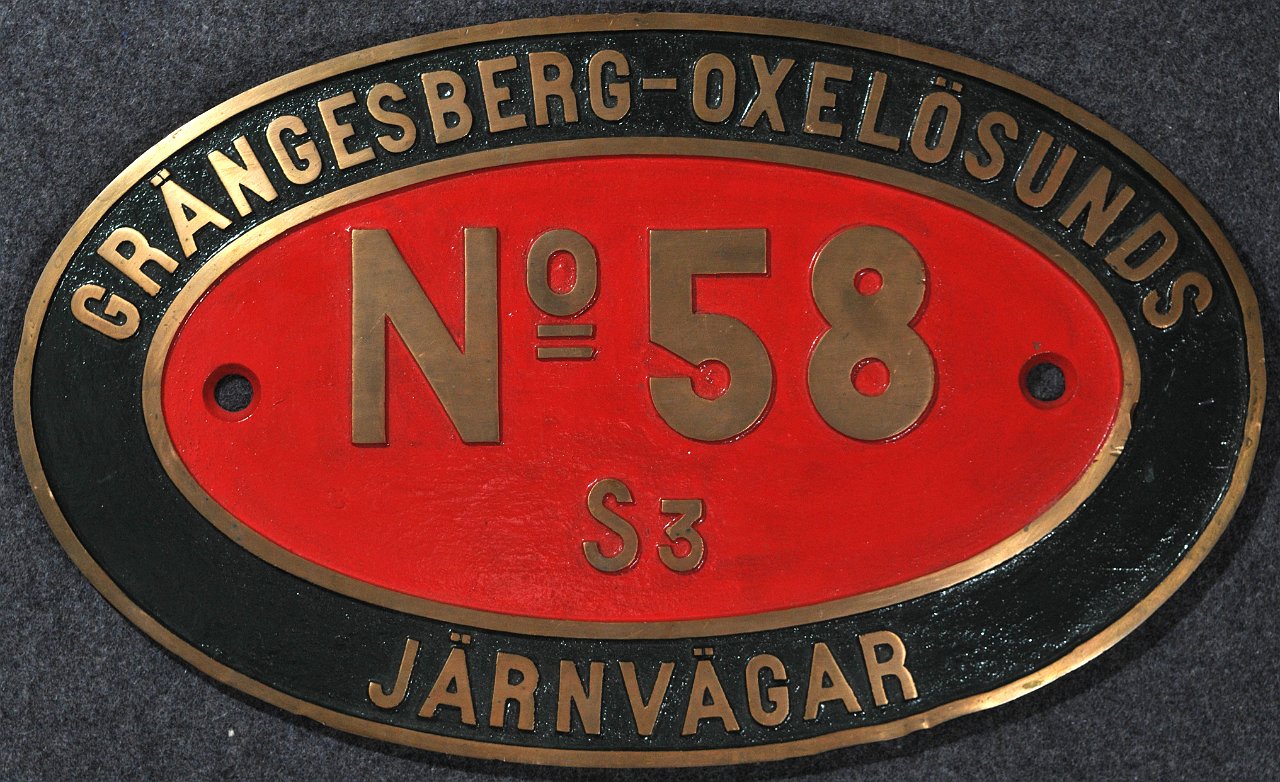 GRÄNGESBERG-OXELÖSUNDS
Nº 58
S3
JÄRNVÄGAR